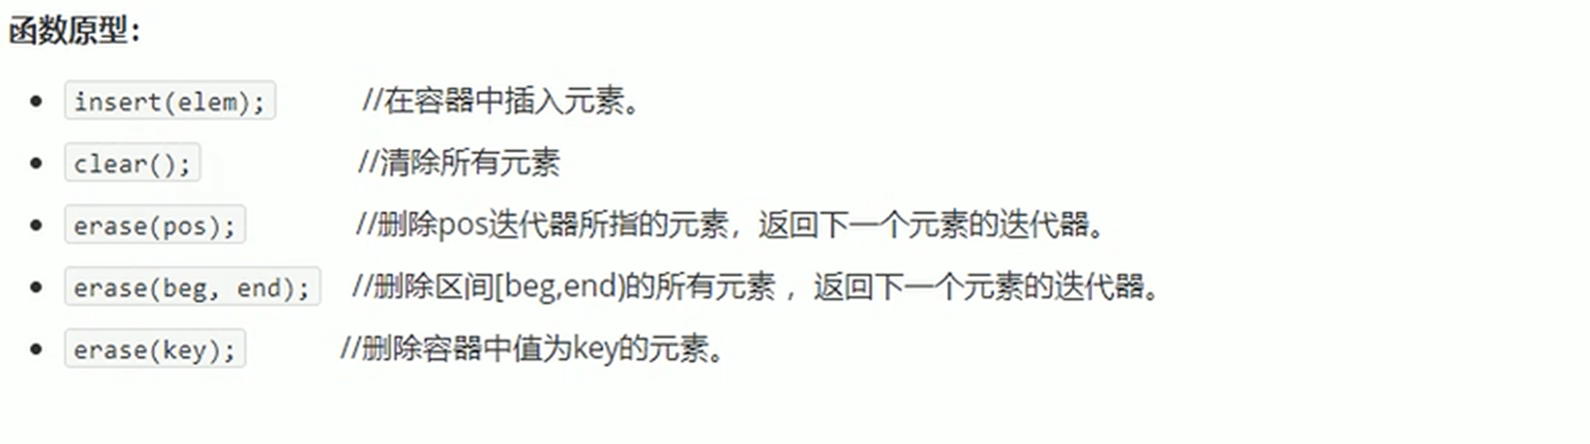 函数原型：
insert(elem); //在容器中插入元素。
clear(); //清除所有元素
erase(pos); //删除pos迭代器所指的元素，返回下一个元素的迭代器。
erase(beg, end); //删除区间[beg,end)的所有元素 ，返回下一个元素的迭代器。
erase(key); //删除容器中值为key的元素。